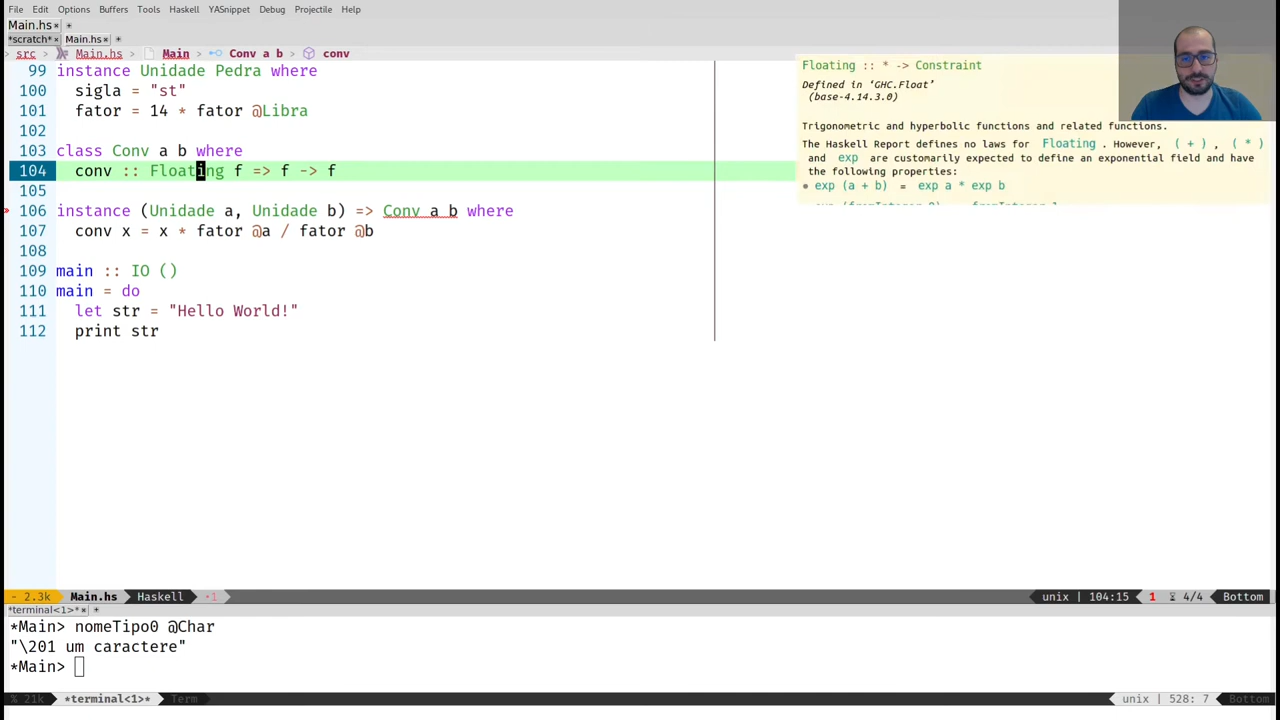 File Edit Options Buffers Tools Haskell YASnippet Debug Projectile Help
Main.hs
*scratch* Main.hs
src Main.hs Main Conv a b conv
99 instance Unidade Pedra where
100 sigla = "st"
101 fator = 14 * fator @Libra
102
103 class Conv a b where
104 conv :: Floating f => f -> f
105
106 instance (Unidade a, Unidade b) => Conv a b where
107 conv x = x * fator @a / fator @b
108
109 main :: IO ()
110 main = do
111 let str = "Hello World!"
112 print str
Floating :: * -> Constraint
Defined in ‘GHC.Float’
(base-4.14.3.0)
Trigonometric and hyperbolic functions and related functions.
The Haskell Report defines no laws for Floating . However, ( + ) , ( * )
and exp are customarily expected to define an exponential field and have
the following properties:
● exp (a + b) = exp a * exp b
- 2.3k Main.hs Haskell •1 unix | 104:15 1 4/4 Bottom
*terminal<1>*
*Main> nomeTipo0 @Char
"\201 um caractere"
*Main>
% 21k *terminal<1>* Term unix | 528: 7 Bottom